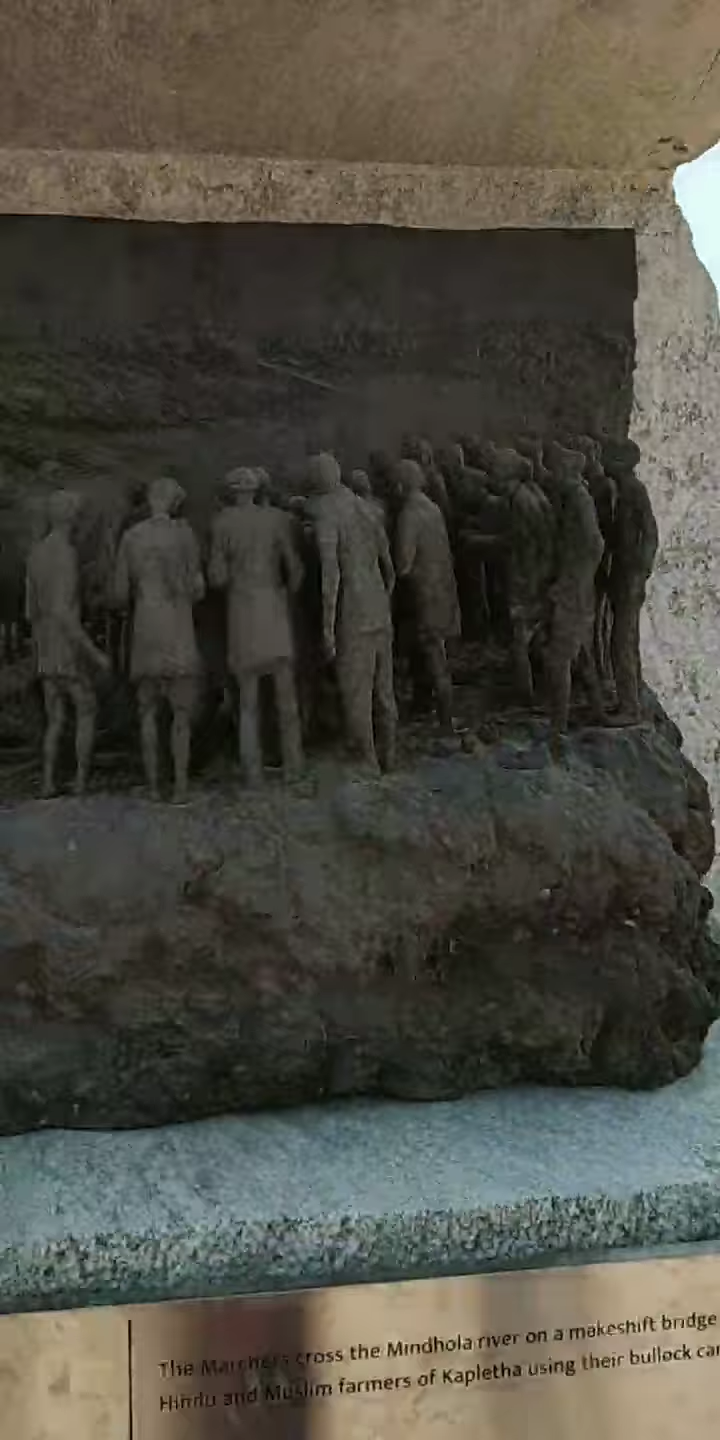 The Marchers cross the Mindhola river on a makeshift bridge
Hindu and Muslim farmers of Kapletha using their bullock